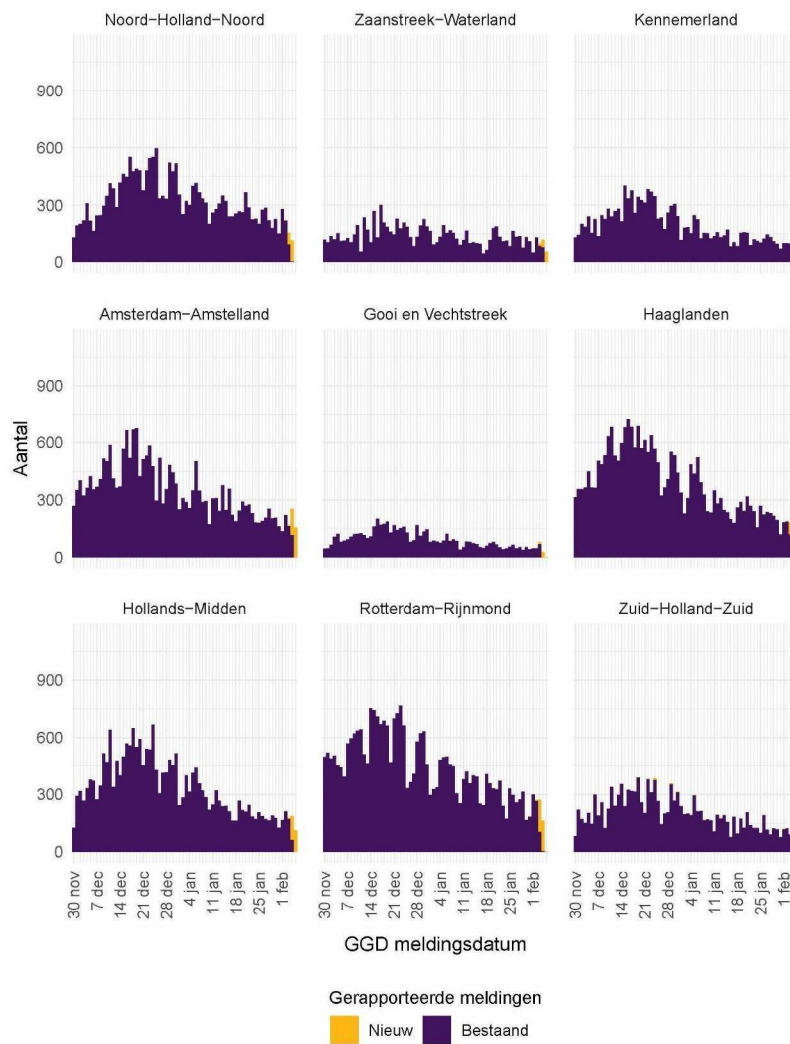 Noord-Holland-Noord
Zaanstreek-Waterland
Kennemerland
900
600
300
0
Amsterdam-Amstelland
Gooi en Vechtstreek
Haaglanden
900
600
300
0
Aantal
Hollands-Midden
Rotterdam-Rijnmond
Zuid-Holland-Zuid
900
600
300
0
30 nov
7 dec
14 dec
21 dec
28 dec
4 jan
11 jan
18 jan
25 jan
1 feb
30 nov
7 dec
14 dec
21 dec
28 dec
4 jan
11 jan
18 jan
25 jan
1 feb
30 nov
7 dec
14 dec
21 dec
28 dec
4 jan
11 jan
18 jan
25 jan
1 feb
GGD meldingsdatum
Gerapporteerde meldingen
Nieuw
Bestaand